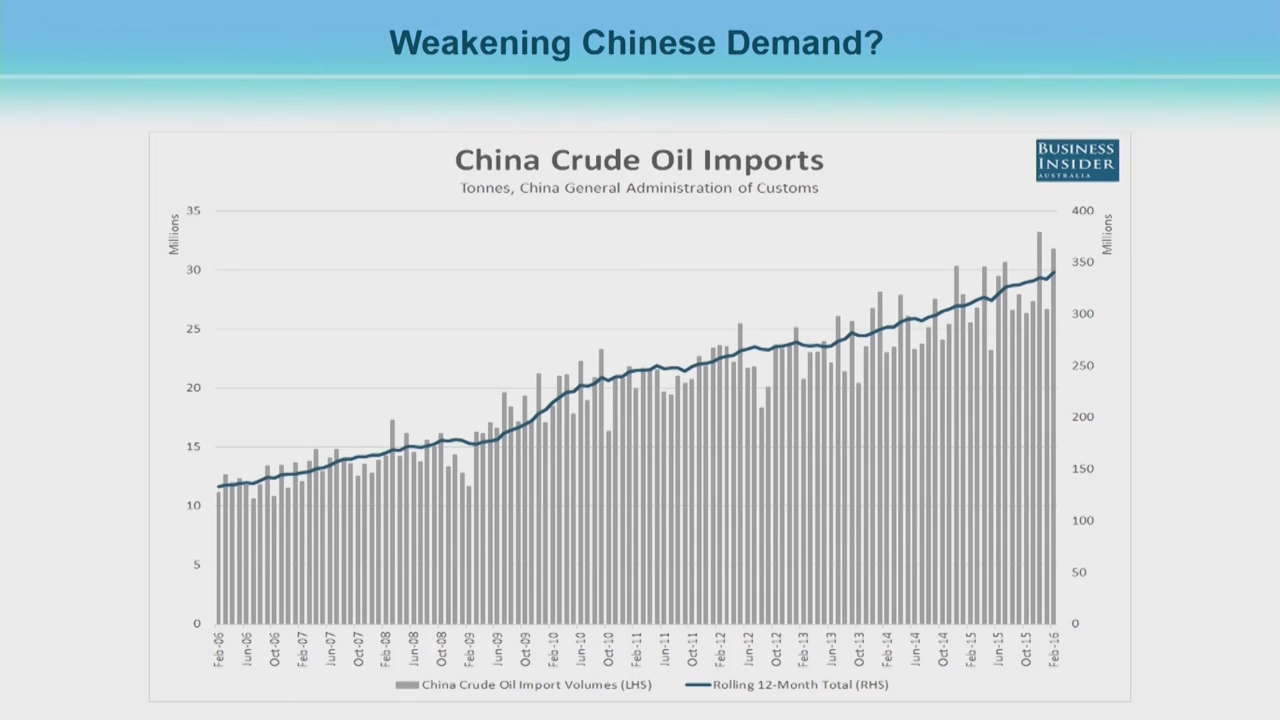 Weakening Chinese Demand?
China Crude Oil Imports
BUSINESS
INSIDER
AUSTRALIA
Tonnes, China General Administration of Customs
Millions
35
30
25
20
15
10
5
0
400
350
300
250
200
150
100
50
0
Millions
Feb-06
Jun-06
Oct-06
Feb-07
Jun-07
Oct-07
Feb-08
Jun-08
Oct-08
Feb-09
Jun-09
Oct-09
Feb-10
Jun-10
Oct-10
Feb-11
Jun-11
Oct-11
Feb-12
Jun-12
Oct-12
Feb-13
Jun-13
Oct-13
Feb-14
Jun-14
Oct-14
Feb-15
Jun-15
Oct-15
Feb-16
China Crude Oil Import Volumes (LHS)
Rolling 12-Month Total (RHS)